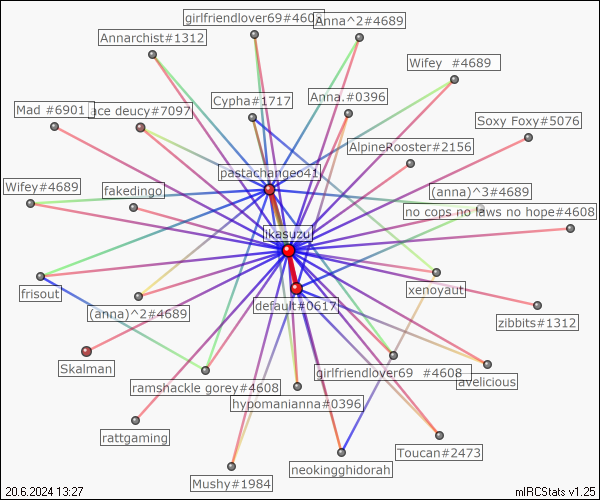 girlfriendlover69#460
Anna^2#4689
Annarchist#1312
Wifey #4689
Cypha#1717
Anna.#0396
Mad #6901
ace deucy#7097
Soxy Foxy#5076
AlpineRooster#2156
pastachangeo41
Wifey#4689
fakedingo
(anna)^3#4689
no cops no laws no hope#4608
ikasuzu
frisout
default#0617
xenoyact
(anna)^2#4689
zibbits#1312
Skalman
girlfriendlover69 #4608
avelicious
ramshackle gorey#4608
hypomanianna#0396
rattgaming
Toucan#2473
neokingghidorah
Mushy#1984
20.6.2024 13:27
mIRCStats v1.25